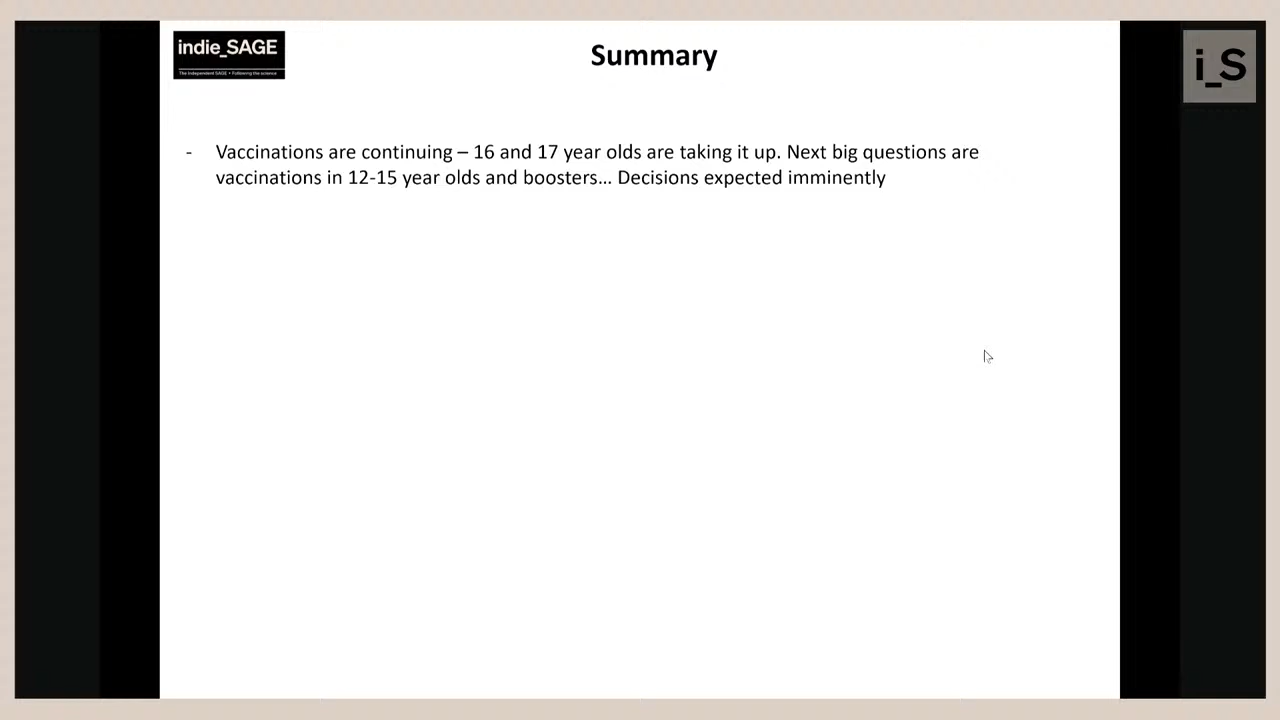 indie_SAGE
The Independent SAGE • Following the science
Summary
i_S
- Vaccinations are continuing – 16 and 17 year olds are taking it up. Next big questions are
vaccinations in 12-15 year olds and boosters... Decisions expected imminently